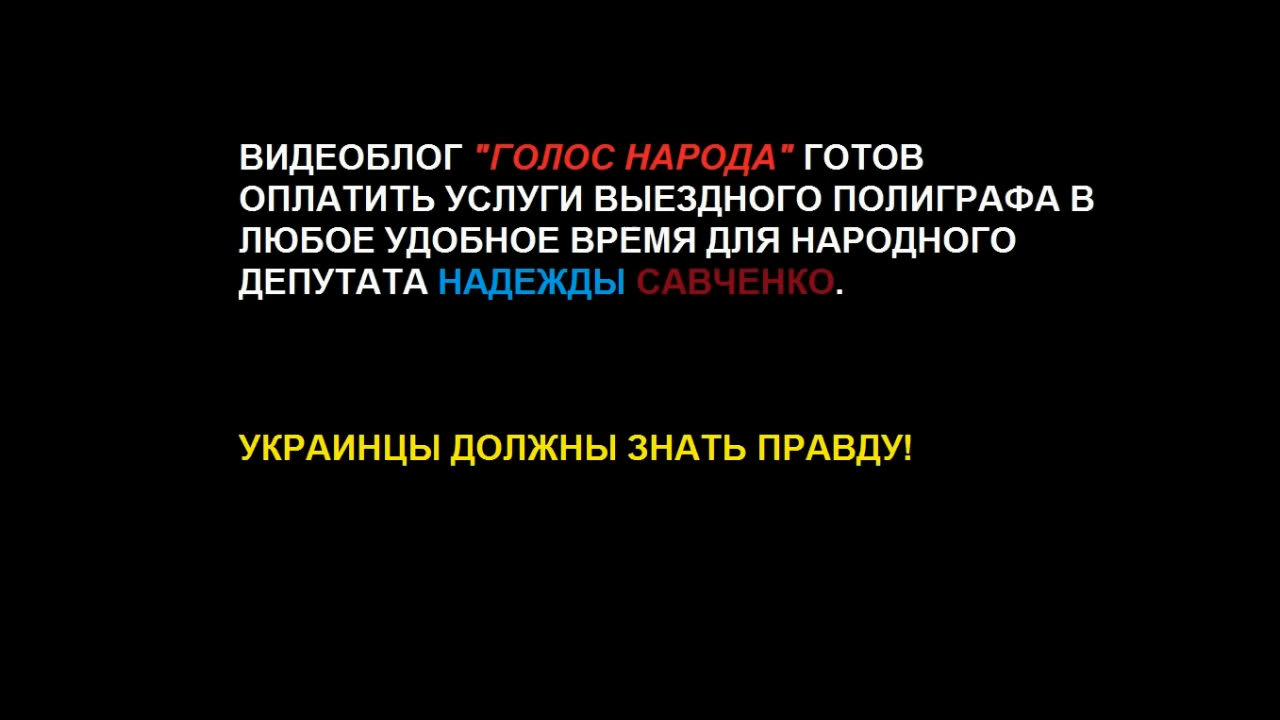 ВИДЕОБЛОГ "ГОЛОС НАРОДА" ГОТОВ
ОПЛАТИТЬ УСЛУГИ ВЫЕЗДНОГО ПОЛИГРАФА В
ЛЮБОЕ УДОБНОЕ ВРЕМЯ ДЛЯ НАРОДНОГО
ДЕПУТАТА НАДЕЖДЫ САВЧЕНКО.
УКРАИНЦЫ ДОЛЖНЫ ЗНАТЬ ПРАВДУ!